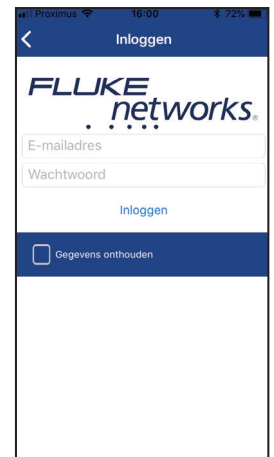 Proximus 16:00 72%
Inloggen
FLUKE
networks®
E-mailadres
Wachtwoord
Inloggen
Gegevens onthouden